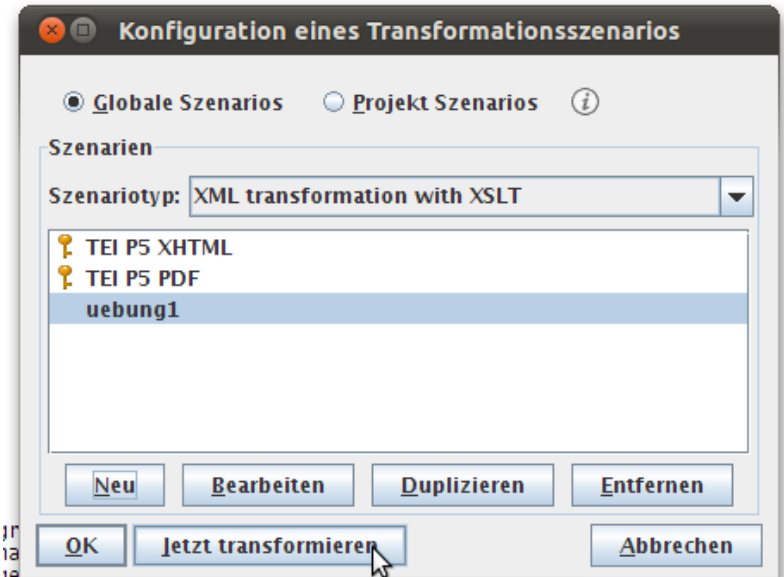 Konfiguration eines Transformationsszenarios
Globale Szenarios Projekt Szenarios i
Szenarien
Szenariotyp: XML transformation with XSLT
TEI P5 XHTML
TEI P5 PDF
uebung1
Neu Bearbeiten Duplizieren Entfernen
OK Jetzt transformieren Abbrechen